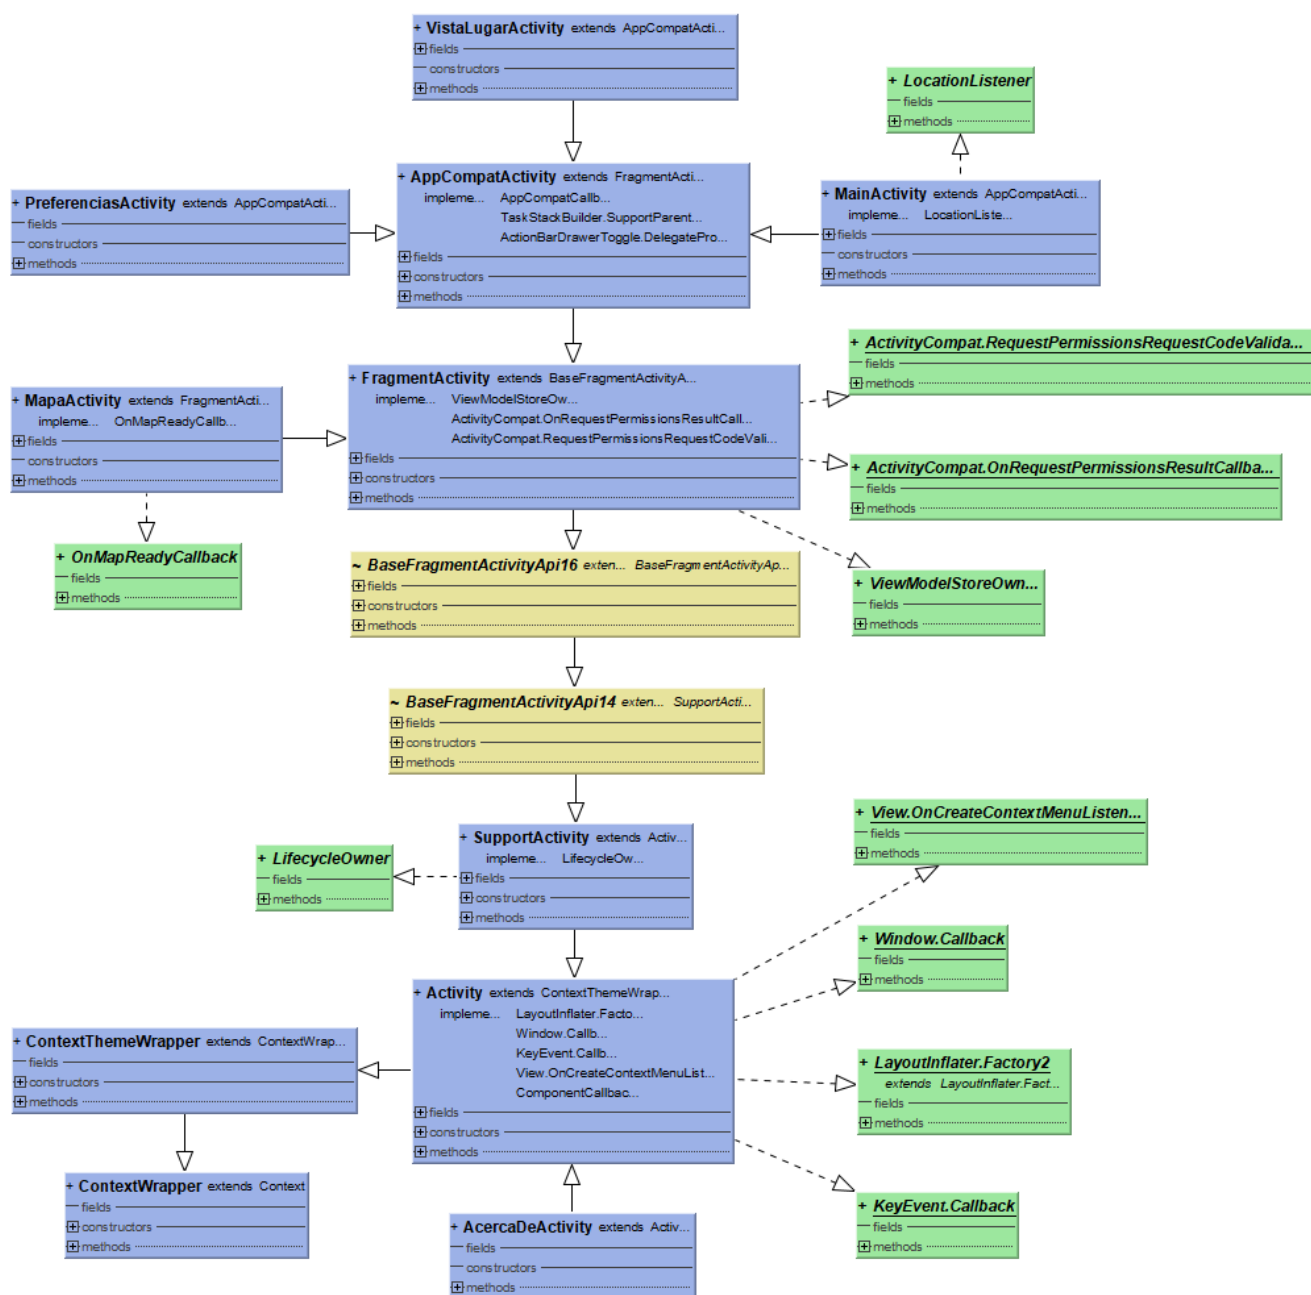 + VistaLugarActivity extends AppCompatActi...
fields
constructors
methods
+ LocationListener
fields
methods
+ AppCompatActivity extends FragmentActi...
impleme... AppCompatCallb...
TaskStackBuilder.SupportParent...
ActionBarDrawerToggle.DelegatePro...
fields
constructors
methods
+ PreferenciasActivity extends AppCompatActi...
fields
constructors
methods
+ MainActivity extends AppCompatActi...
impleme... LocationListe...
fields
constructors
methods
+ ActivityCompat.RequestPermissionsRequestCodeValida...
fields
methods
+ FragmentActivity extends BaseFragmentActivityA...
impleme... ViewModelStoreOw...
ActivityCompat.OnRequestPermissionsResultCall...
ActivityCompat.RequestPermissionsRequestCodeVali...
fields
constructors
methods
+ MapaActivity extends FragmentActi...
impleme... OnMapReadyCallb...
fields
constructors
methods
+ ActivityCompat.OnRequestPermissionsResultCallba...
fields
methods
+ OnMapReadyCallback
fields
methods
~ BaseFragmentActivityApi16 exten... BaseFragmentActivityAp...
fields
constructors
methods
+ ViewModelStoreOwn...
fields
methods
~ BaseFragmentActivityApi14 exten... SupportActi...
fields
constructors
methods
+ View.OnCreateContextMenuListen...
fields
methods
+ SupportActivity extends Activ...
impleme... LifecycleOw...
fields
constructors
methods
+ LifecycleOwner
fields
methods
+ Window.Callback
fields
methods
+ Activity extends ContextThemeWrap...
impleme... LayoutInflater.Facto...
Window.Callb...
KeyEvent.Callb...
View.OnCreateContextMenuList...
ComponentCallbac...
fields
constructors
methods
+ ContextThemeWrapper extends ContextWrap...
fields
constructors
methods
+ LayoutInflater.Factory2
extends LayoutInflater.Fact...
fields
methods
+ ContextWrapper extends Context
fields
constructors
methods
+ KeyEvent.Callback
fields
methods
+ AcercaDeActivity extends Activ...
fields
constructors
methods